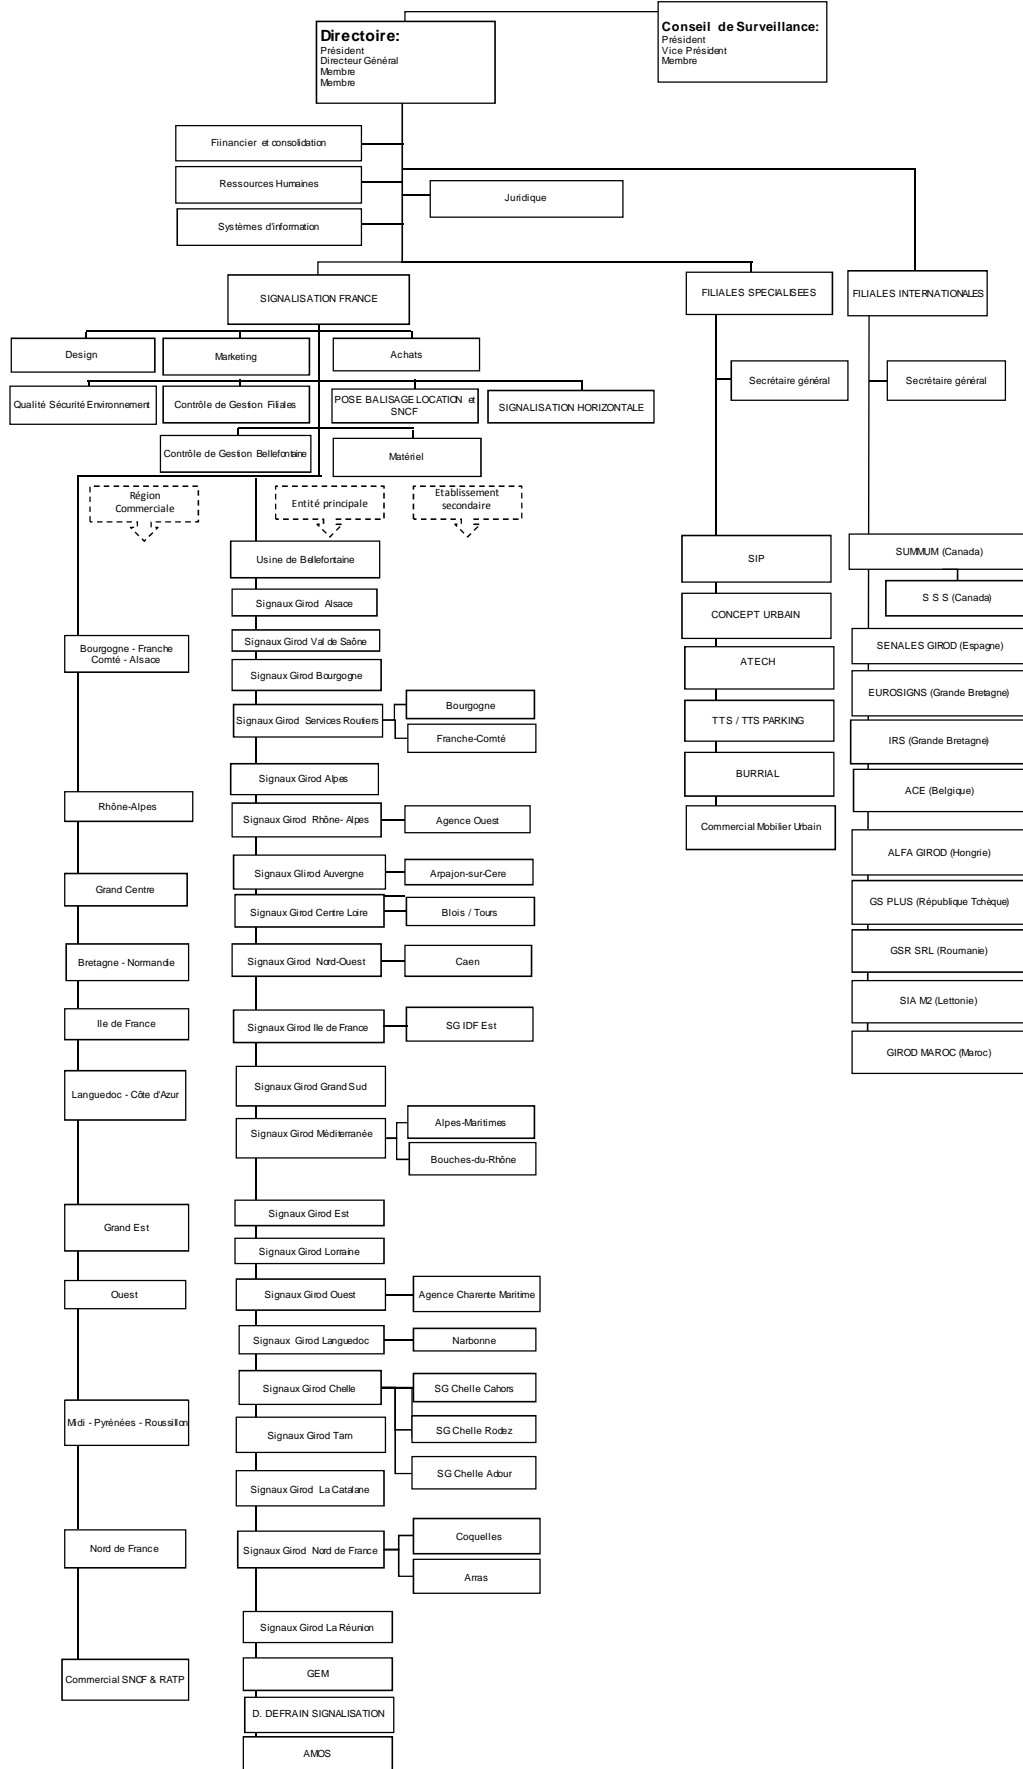 Directoire:
Président
Directeur Général
Membre
Membre
Conseil de Surveillance:
Président
Vice Président
Membre
Fiinancier et consolidation
Ressources Humaines
Juridique
Systèmes d'information
SIGNALISATION FRANCE
FILIALES SPECIALISEES
FILIALES INTERNATIONALES
Design
Marketing
Achats
Secrétaire général
Secrétaire général
Qualité Sécurité Environnement
Contrôle de Gestion Filiales
POSE BALISAGE LOCATION et
SNCF
SIGNALISATION HORIZONTALE
Contrôle de Gestion Bellefontaine
Matériel
Région
Commerciale
Entité principale
Etablissement
secondaire
Usine de Bellefontaine
Signaux Girod Alsace
Bourgogne - Franche
Comté - Alsace
Signaux Girod Val de Saône
Signaux Girod Bourgogne
Signaux Girod Services Routiers
Bourgogne
Franche-Comté
Signaux Girod Alpes
Rhône-Alpes
Signaux Girod Rhône- Alpes
Agence Ouest
Signaux GIirod Auvergne
Arpajon-sur-Cere
Grand Centre
Signaux Girod Centre Loire
Blois / Tours
Bretagne - Normandie
Signaux Girod Nord-Ouest
Caen
Ile de France
Signaux Girod Ile de France
SG IDF Est
Languedoc - Côte d'Azur
Signaux Girod Grand Sud
Signaux Girod Méditerranée
Alpes-Maritimes
Bouches-du-Rhône
Grand Est
Signaux Girod Est
Signaux Girod Lorraine
Ouest
Signaux Girod Ouest
Agence Charente Maritime
Signaux Girod Languedoc
Narbonne
Signaux Girod Chelle
SG Chelle Cahors
Midi - Pyrénées - Roussillon
SG Chelle Rodez
Signaux Girod Tarn
SG Chelle Adour
Signaux Girod La Catalane
Nord de France
Signaux Girod Nord de France
Coquelles
Arras
Signaux Girod La Réunion
Commercial SNCF & RATP
GEM
D. DEFRAIN SIGNALISATION
AMOS
SIP
CONCEPT URBAIN
ATECH
TTS / TTS PARKING
BURRIAL
Commercial Mobilier Urbain
SUMMUM (Canada)
S S S (Canada)
SENALES GIROD (Espagne)
EUROSIGNS (Grande Bretagne)
IRS (Grande Bretagne)
ACE (Belgique)
ALFA GIROD (Hongrie)
GS PLUS (République Tchèque)
GSR SRL (Roumanie)
SIA M2 (Lettonie)
GIROD MAROC (Maroc)